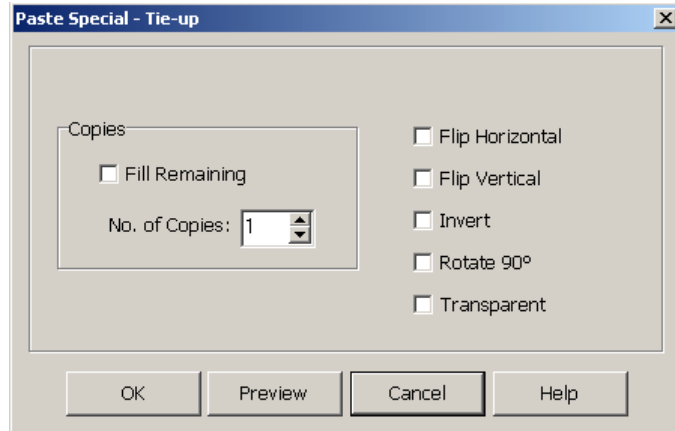 Paste Special - Tie-up
Copies
Fill Remaining
No. of Copies: 1
Flip Horizontal
Flip Vertical
Invert
Rotate 90º
Transparent
OK Preview Cancel Help